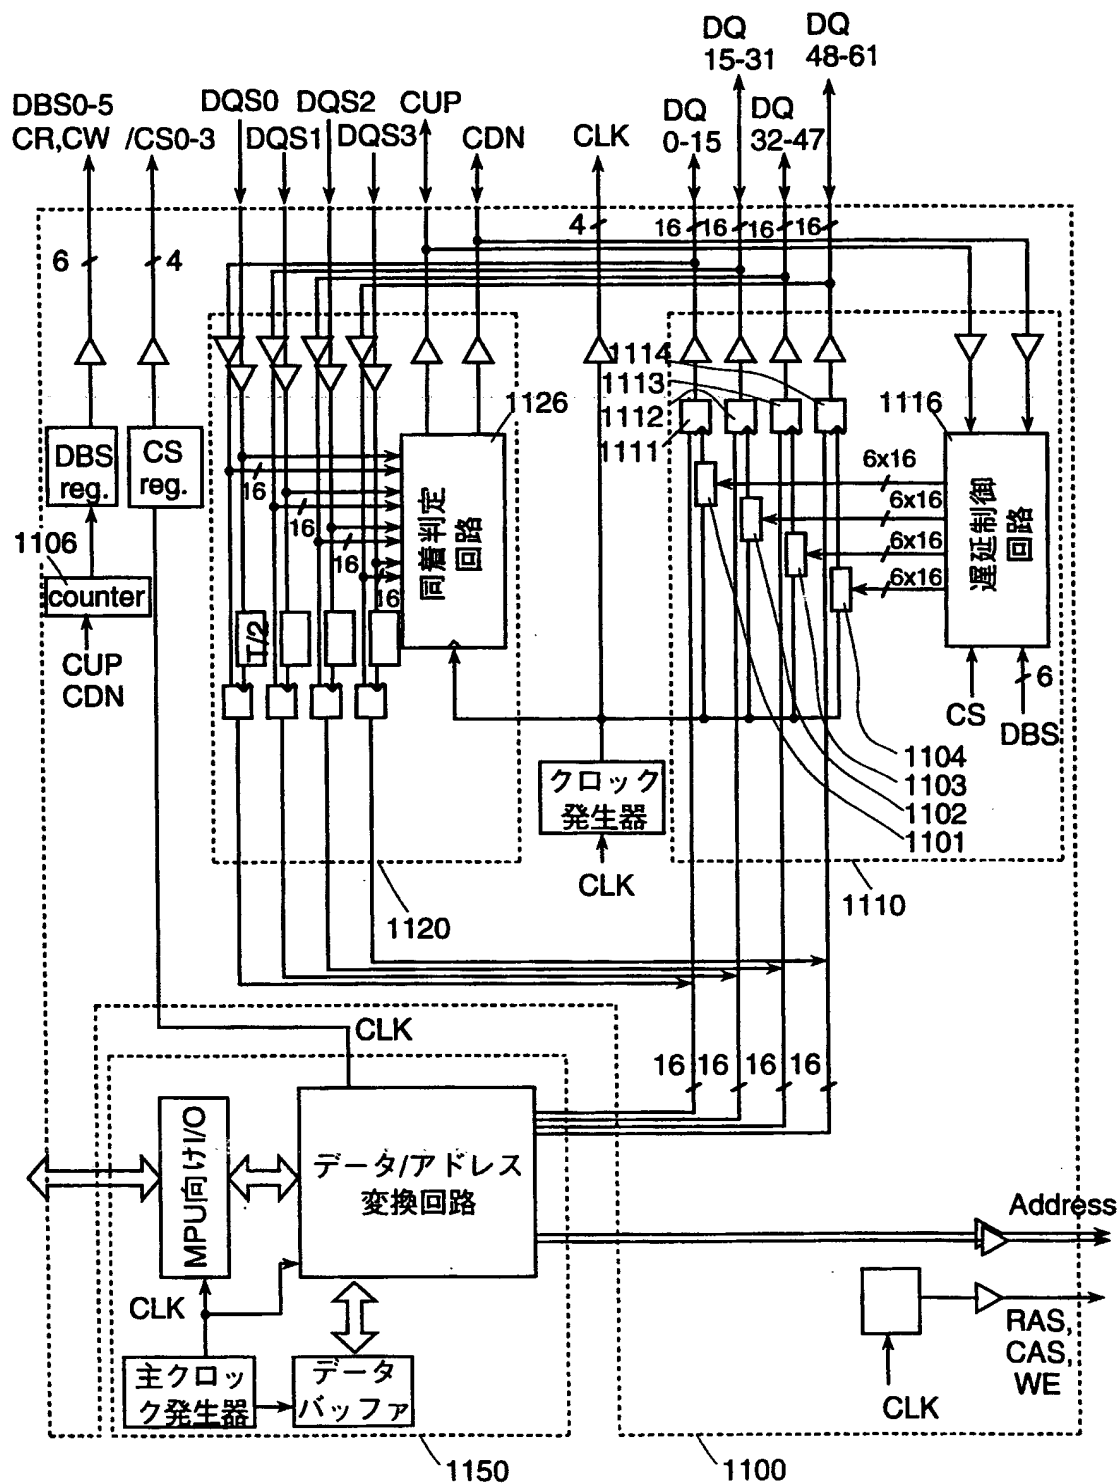 DQ
15-31
DQ
48-61
DBS0-5
CR,CW
/CS0-3
DQS0
DQS1
DQS2
DQS3
CUP
CDN
CLK
DQ
0-15
DQ
32-47
6
4
4
16
16
16
16
1114
1113
1112
1111
1126
1116
DBS
reg.
CS
reg.
16
16
16
16
同着判定
回路
6x16
6x16
6x16
6x16
遅延制御
回路
1106
counter
T/2
CUP
CDN
CS
6
DBS
クロック
発生器
CLK
1104
1103
1102
1101
1120
1110
CLK
16
16
16
16
MPU向けI/O
データ/アドレス
変換回路
Address
CLK
主クロッ
ク発生器
データ
バッファ
RAS,
CAS,
WE
CLK
1150
1100